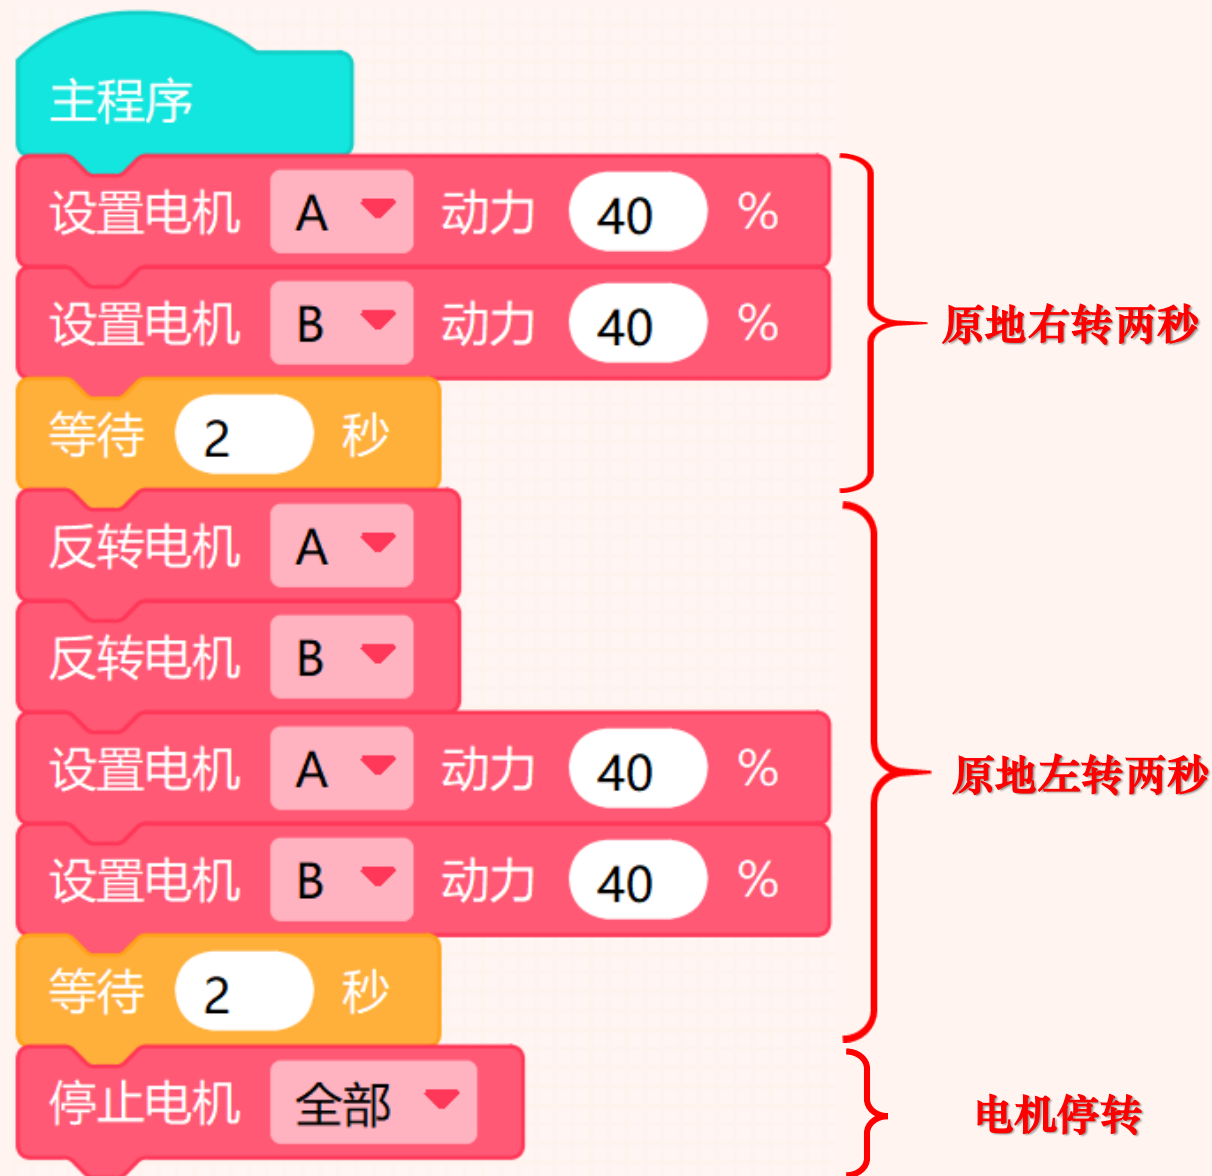 主程序
设置电机 A 动力 40 %
设置电机 B 动力 40 %
原地右转两秒
等待 2 秒
反转电机 A
反转电机 B
设置电机 A 动力 40 %
原地左转两秒
设置电机 B 动力 40 %
等待 2 秒
停止电机 全部
电机停转